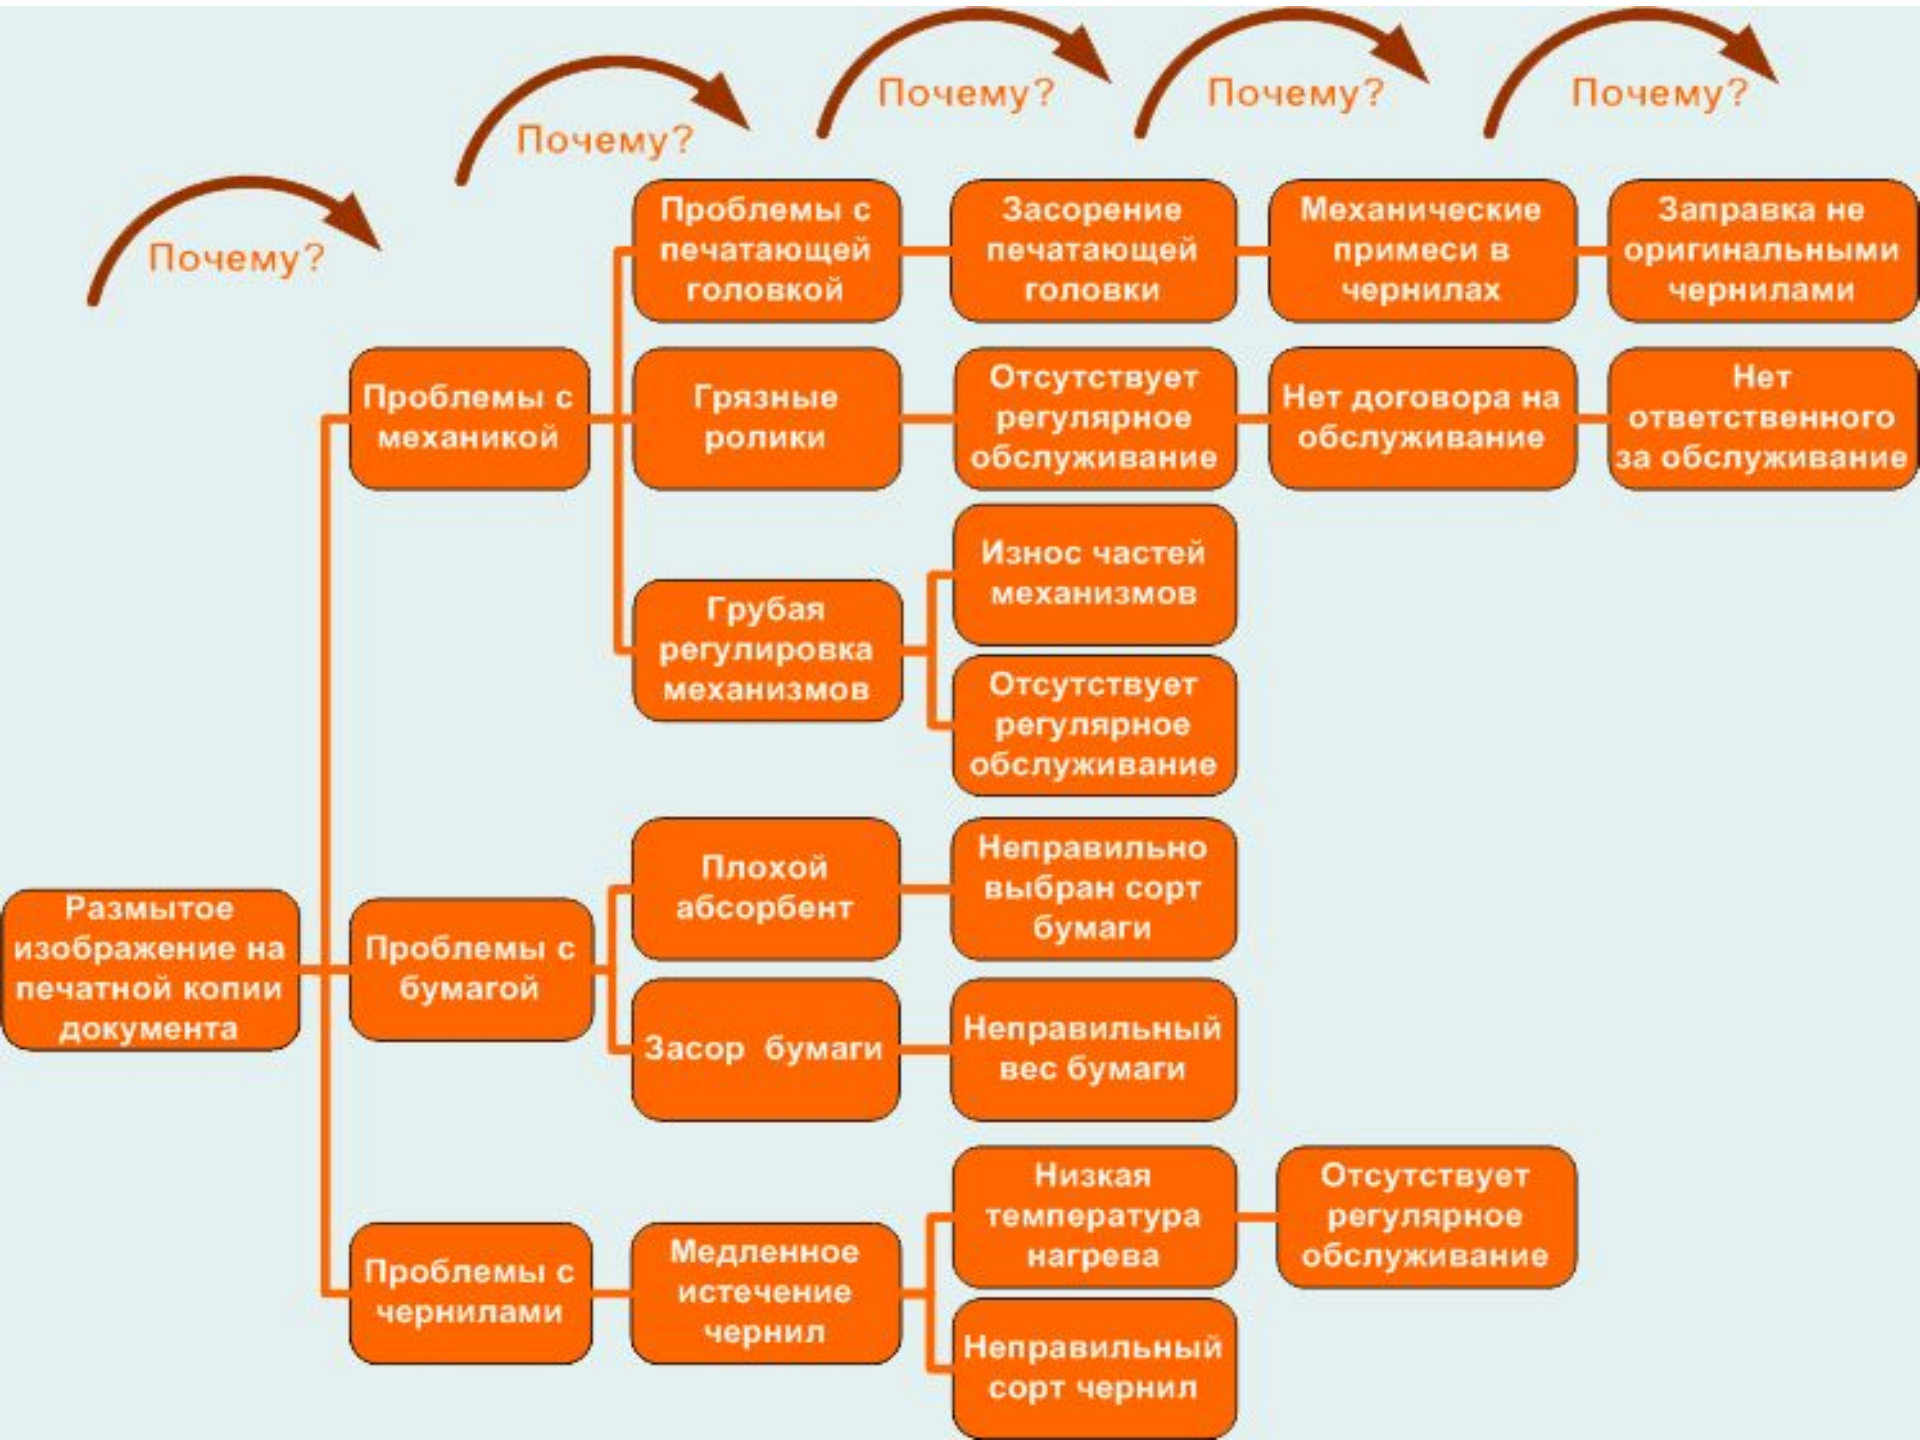 Почему?
Почему?
Почему?
Почему?
Почему?
Проблемы с
печатающей
головкой
Засорение
печатающей
головки
Механические
примеси в
чернилах
Заправка не
оригинальными
чернилами
Проблемы с
механикой
Грязные
ролики
Отсутствует
регулярное
обслуживание
Нет договора на
обслуживание
Нет
ответственного
за обслуживание
Грубая
регулировка
механизмов
Износ частей
механизмов
Отсутствует
регулярное
обслуживание
Размытое
изображение на
печатной копии
документа
Проблемы с
бумагой
Плохой
абсорбент
Неправильно
выбран сорт
бумаги
Засор бумаги
Неправильный
вес бумаги
Проблемы с
чернилами
Медленное
истечение
чернил
Низкая
температура
нагрева
Отсутствует
регулярное
обслуживание
Неправильный
сорт чернил